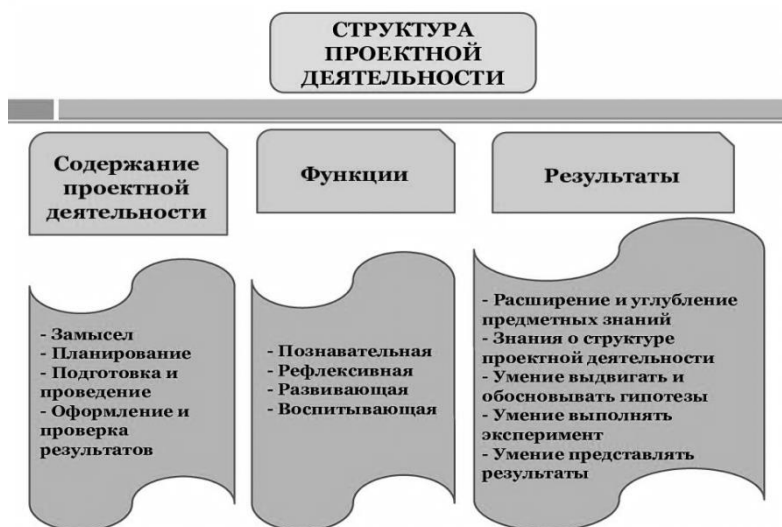 СТРУКТУРА
ПРОЕКТНОЙ
ДЕЯТЕЛЬНОСТИ
Содержание
проектной
деятельности
- Замысел
- Планирование
- Подготовка и
проведение
- Оформление и
проверка
результатов
Функции
- Познавательная
- Рефлексивная
- Развивающая
- Воспитывающая
Результаты
- Расширение и углубление
предметных знаний
- Знания о структуре
проектной деятельности
- Умение выдвигать и
обосновывать гипотезы
- Умение выполнять
эксперимент
- Умение представлять
результаты